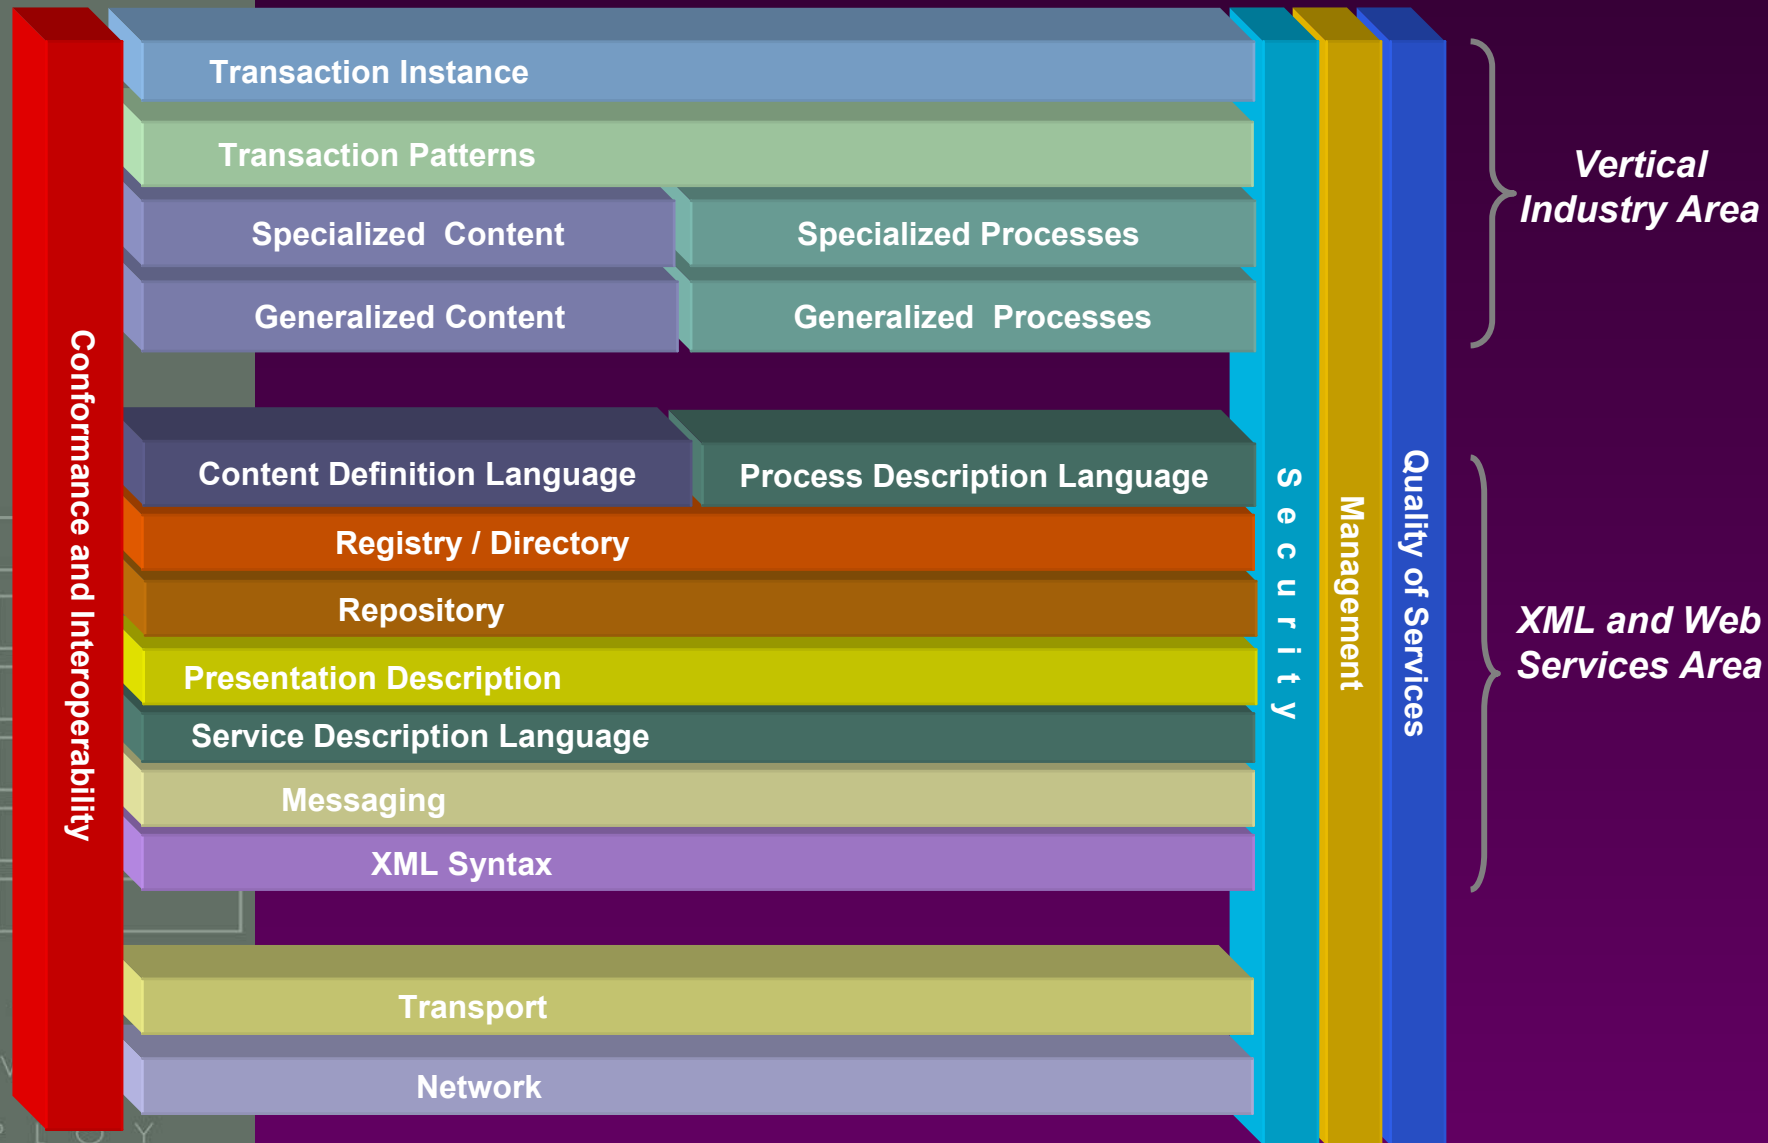 Transaction Instance
Transaction Patterns
Specialized  Content
Specialized Processes
Generalized Content
Generalized  Processes
Content Definition Language
Process Description Language
Registry / Directory
Repository
Presentation Description
Service Description Language
Messaging
XML Syntax
Transport
Network
Conformance and Interoperability
Security
Management
Quality of Services
Vertical
Industry Area
XML and Web
Services Area